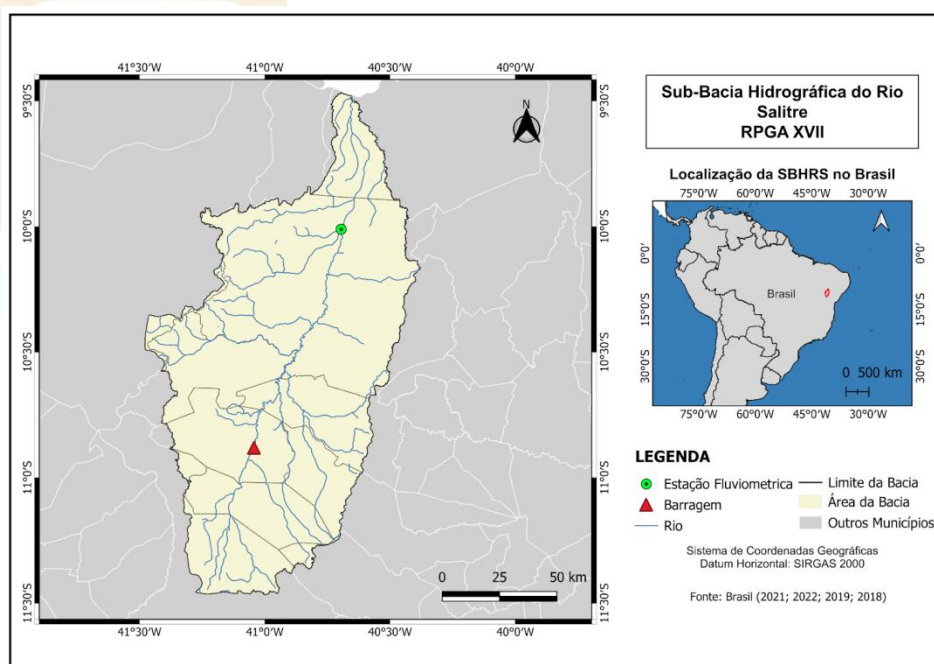 41°30'S
41°0'W
40°30'S
40°0'W
9°30'S
10°0'S
10°30'S
11°0'S
11°30'S
9°30'S
10°0'S
10°30'S
11°0'S
11°30'S
N
0 25 50 km
41°30'W
41°0'W
40°30'W
40°0'W
Sub-Bacia Hidrográfica do Rio
Salitre
RPGA XVII
Localização da SBHRS no Brasil
75°0'W 60°0'W 45°0'W 30°0'W
0°0'
15°0'S
30°0'S
0°0'
15°0'S
30°0'S
Brasil
0 500 km
75°0'W 60°0'W 45°0'W 30°0'W
LEGENDA
Estação Fluviometrica
Barragem
Rio
Limite da Bacia
Área da Bacia
Outros Municípios
Sistema de Coordenadas Geográficas
Datum Horizontal: SIRGAS 2000
Fonte: Brasil (2021; 2022; 2019; 2018)